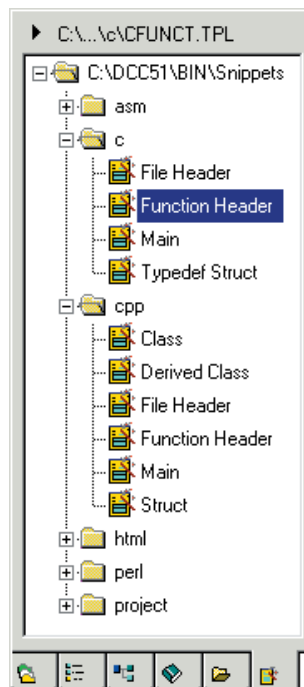 C:\...\c\CFUNCT.TPL
C:\DCC51\BIN\Snippets
asm
c
File Header
Function Header
Main
Typedef Struct
cpp
Class
Derived Class
File Header
Function Header
Main
Struct
html
perl
project